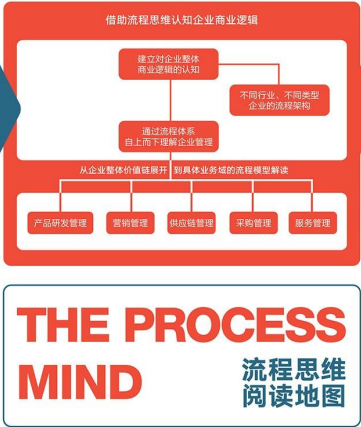 借助流程思维认知企业商业逻辑
建立对企业整体
商业逻辑的认知
不同行业、不同类型
企业的流程架构
通过流程体系
自上而下理解企业管理
从企业整体价值链展开 到具体业务域的流程模型解读
产品研发管理
营销管理
供应链管理
采购管理
服务管理
THE PROCESS
MIND
流程思维
阅读地图